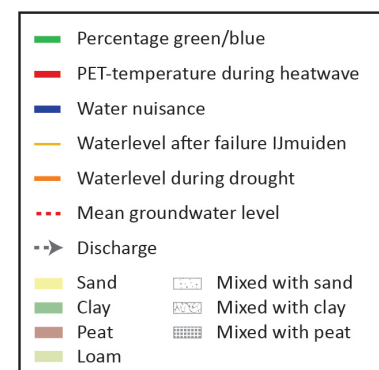 Percentage green/blue
PET-temperature during heatwave
Water nuisance
Waterlevel after failure IJmuiden
Waterlevel during drought
Mean groundwater level
Discharge
Sand Mixed with sand
Clay Mixed with clay
Peat Mixed with peat
Loam